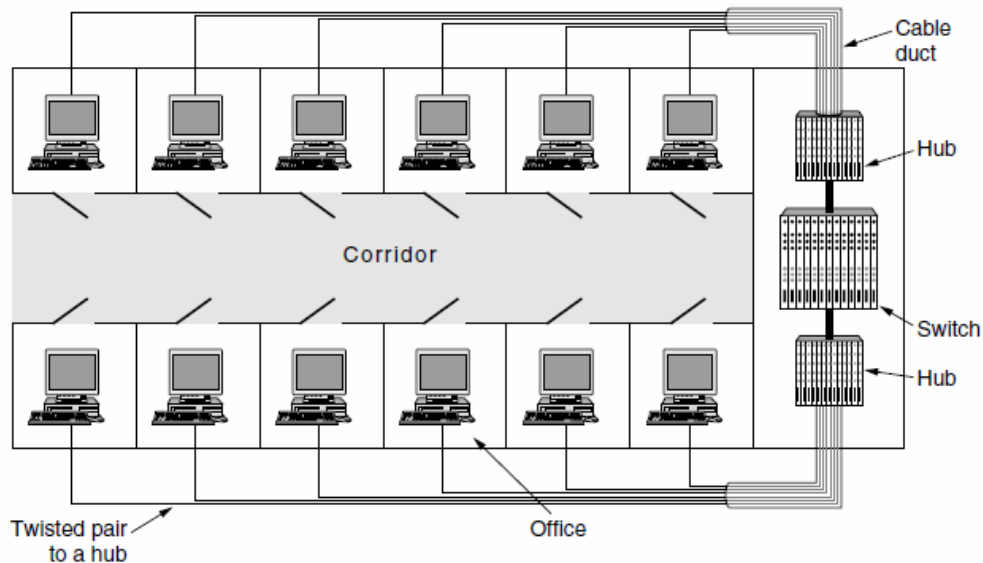 Cable
duct
Hub
Corridor
Switch
Hub
Twisted pair
to a hub
Office